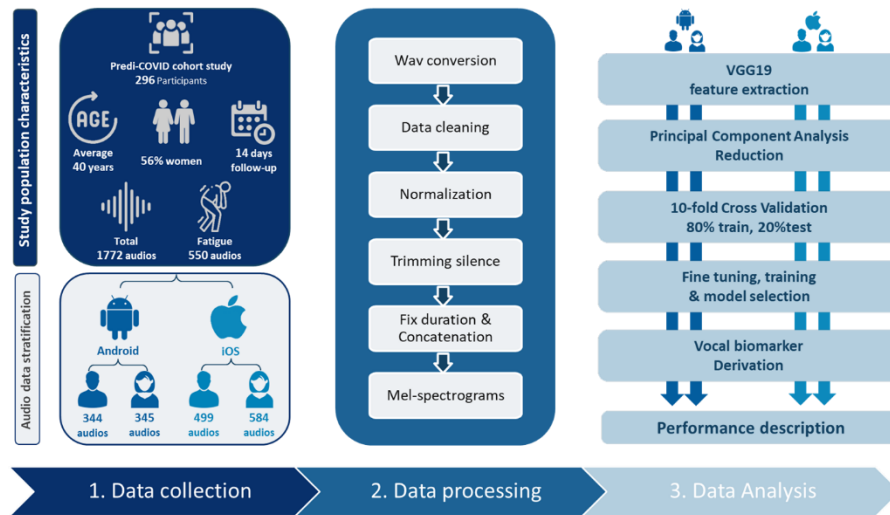 Study population characteristics
Predi-COVID cohort study
296 Participants
AGE
Average
40 years
56% women
14 days
follow-up
Total
1772 audios
Fatigue
550 audios
Audio data stratification
Android
iOS
344
audios
345
audios
499
audios
584
audios
Wav conversion
Data cleaning
Normalization
Trimming silence
Fix duration &
Concatenation
Mel-spectrograms
VGG19
feature extraction
Principal Component Analysis
Reduction
10-fold Cross Validation
80% train, 20%test
Fine tuning, training
& model selection
Vocal biomarker
Derivation
Performance description
1. Data collection
2. Data processing
3. Data Analysis